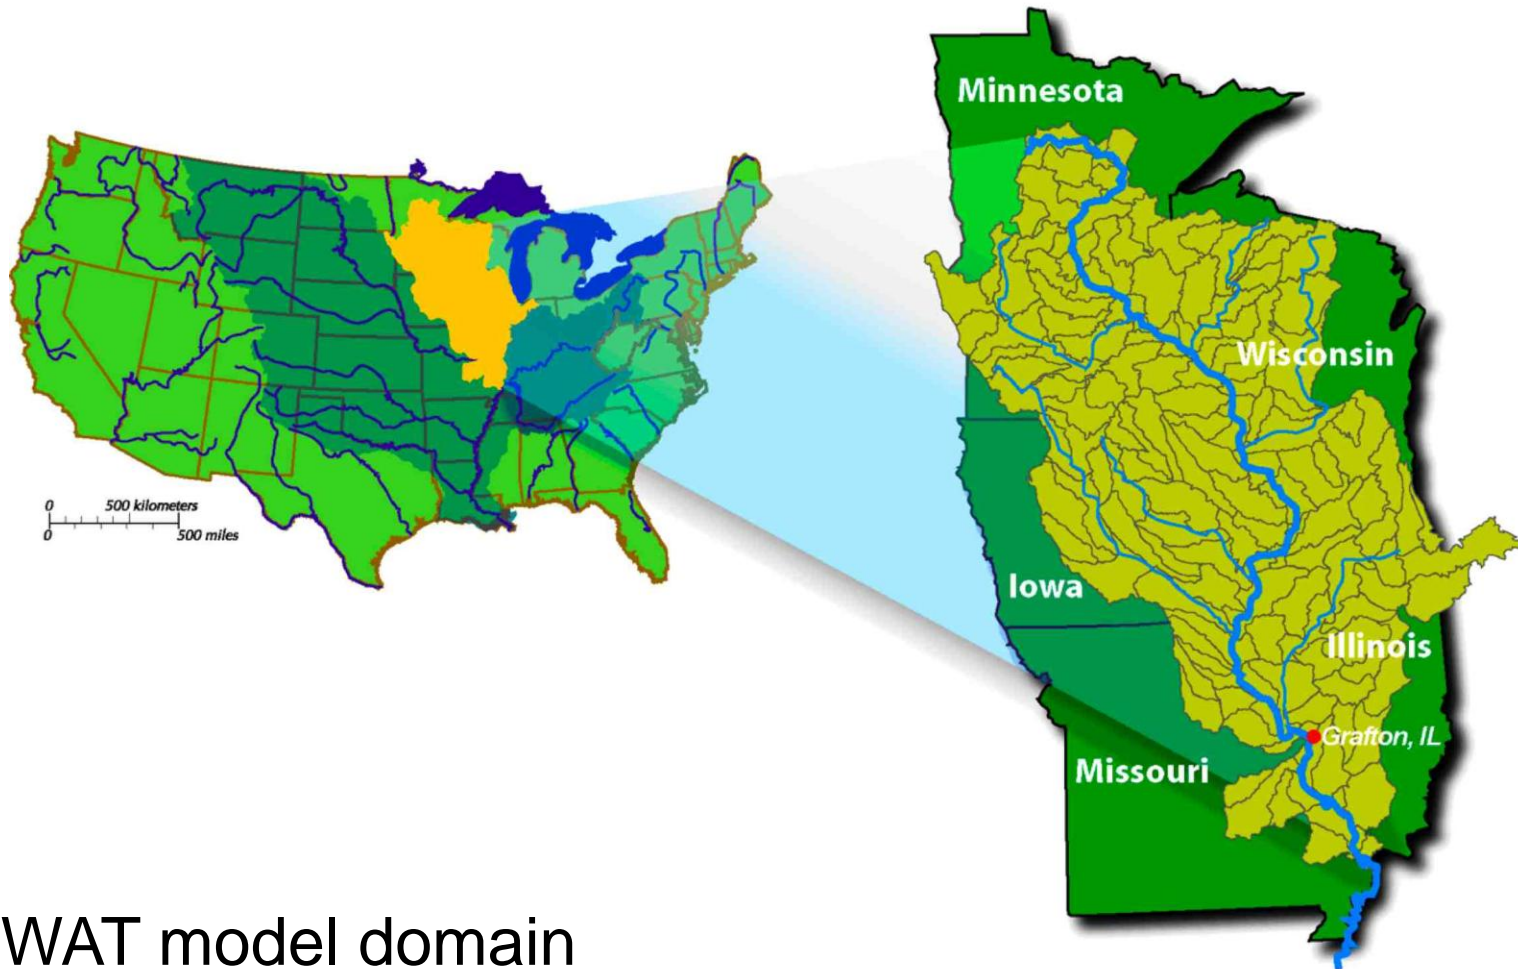 Minnesota
Wisconsin
0 500 kilometers
0 500 miles
Iowa
Illinois
Grafton, IL
Missouri
WAT model domain